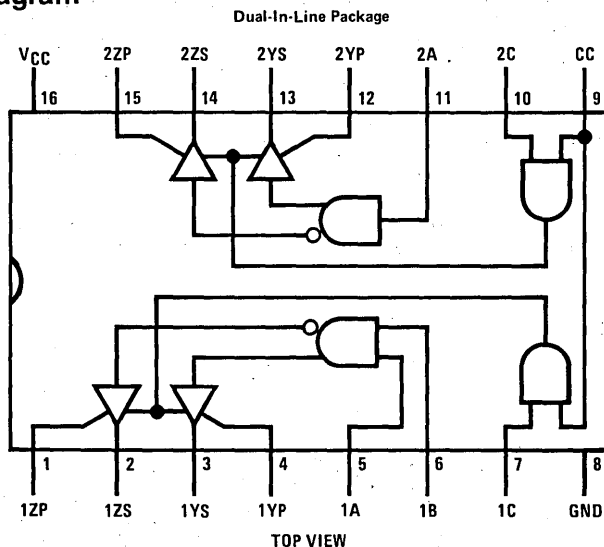 Dual-In-Line Package
VCC 2ZP 2ZS 2YS 2YP 2A 2C CC
16 15 14 13 12 11 10 9
1 2 3 4 5 6 7 8
1ZP 1ZS 1YS 1YP 1A 1B 1C GND
TOP VIEW